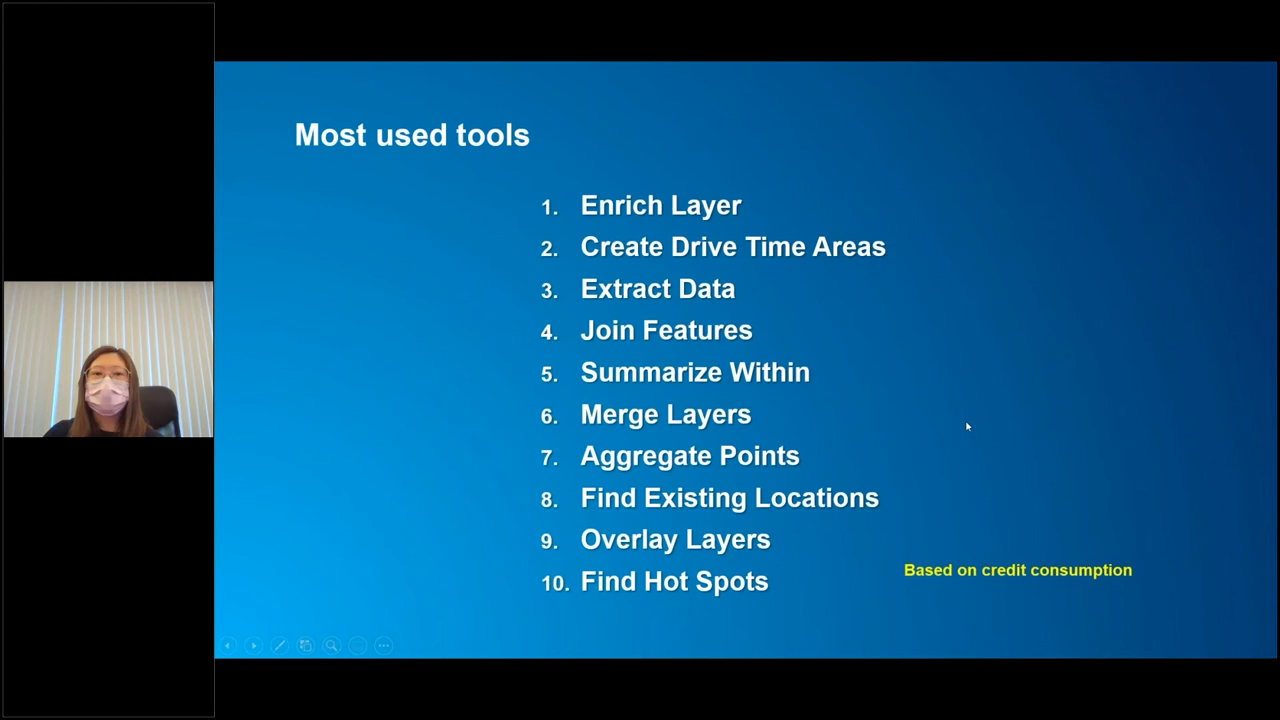 Most used tools
1. Enrich Layer
2. Create Drive Time Areas
3. Extract Data
4. Join Features
5. Summarize Within
6. Merge Layers
7. Aggregate Points
8. Find Existing Locations
9. Overlay Layers
10. Find Hot Spots
Based on credit consumption